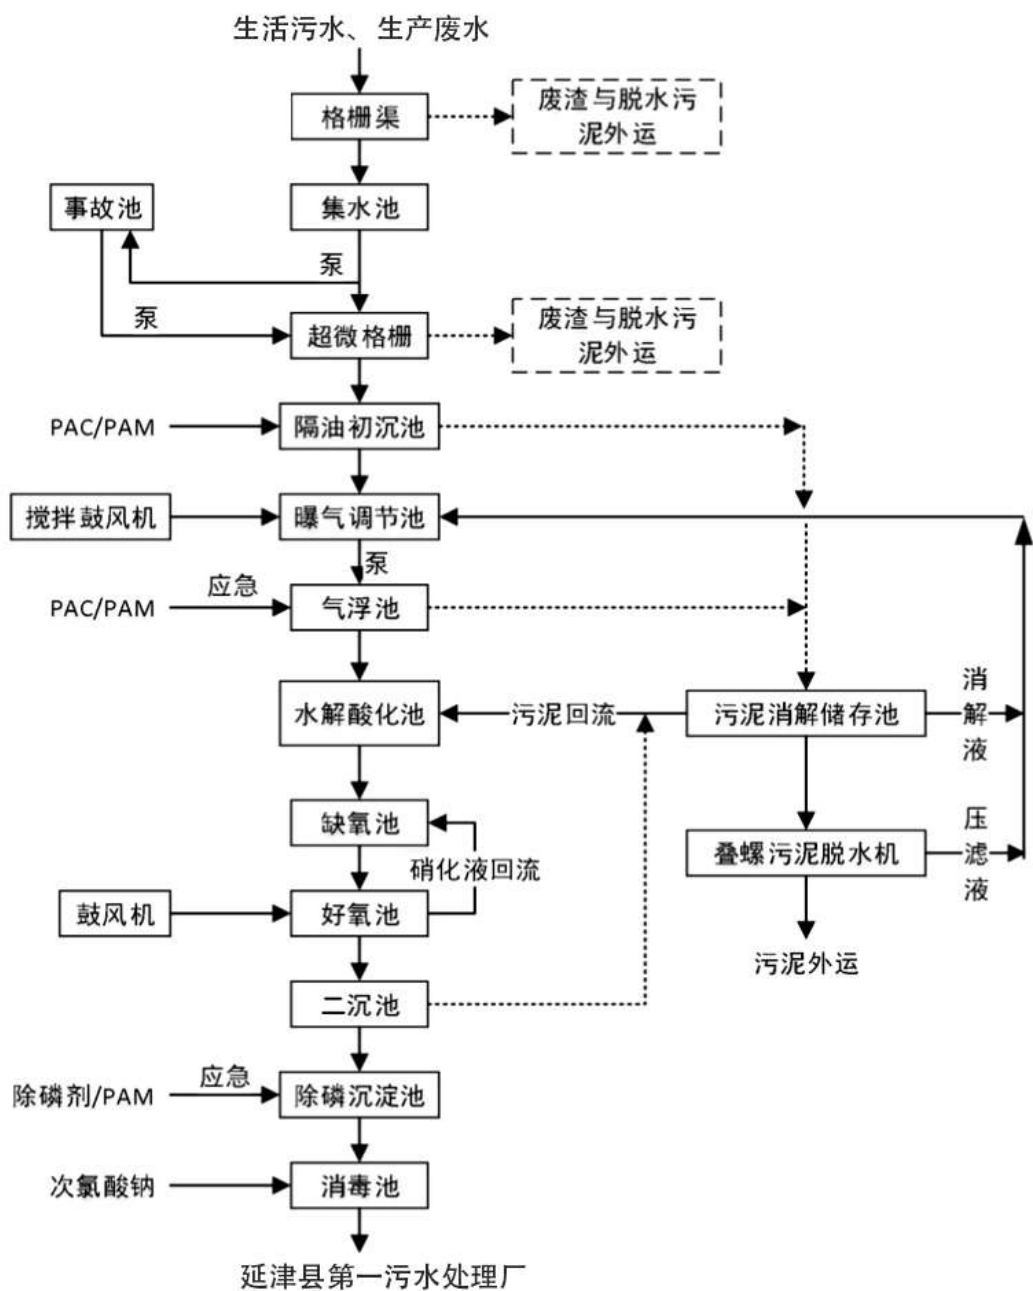 生活污水、生产废水
格栅渠
废渣与脱水污
泥外运
事故池
集水池
泵
泵
超微格栅
废渣与脱水污
泥外运
PAC/PAM
隔油初沉池
搅拌鼓风机
曝气调节池
泵
PAC/PAM
应急
气浮池
水解酸化池
污泥回流
污泥消解储存池
消
解
液
缺氧池
硝化液回流
叠螺污泥脱水机
压
滤
液
鼓风机
好氧池
污泥外运
二沉池
除磷剂/PAM
应急
除磷沉淀池
次氯酸钠
消毒池
延津县第一污水处理厂